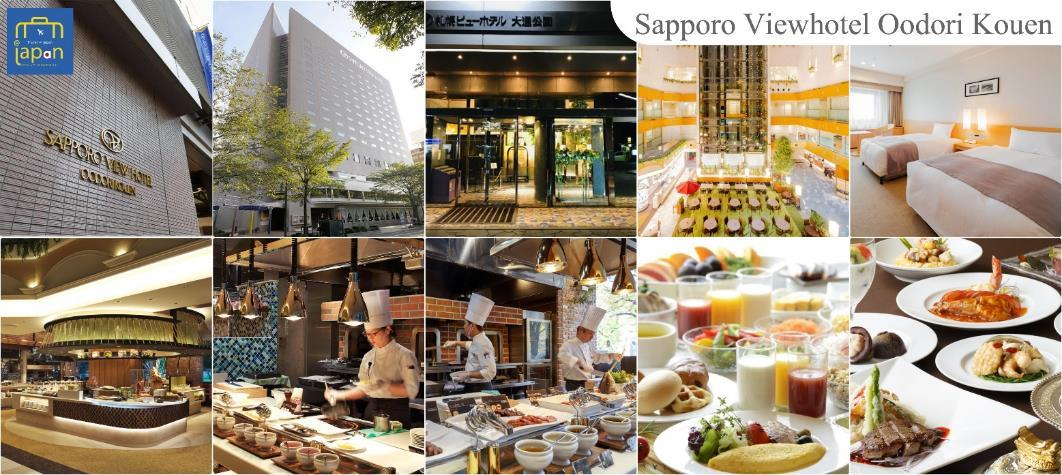 Sapporo Viewhotel Oodori Kouen
japan
SAPPORO VIEW HOTEL
OODORI KOUEN
札幌ビューホテル 大通公園